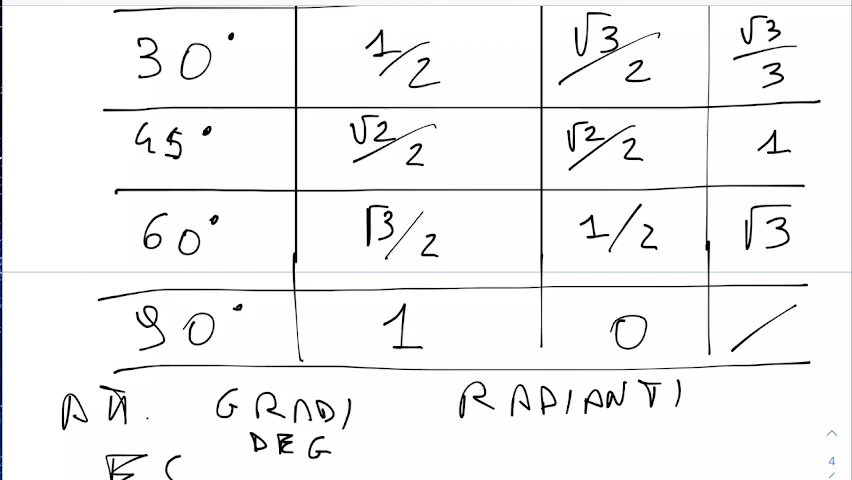 30° 1/2 √3/2 √3/3
45° √2/2 √2/2 1
60° √3/2 1/2 √3
90° 1 0 /
GRADI RADIANTI
DEG
4